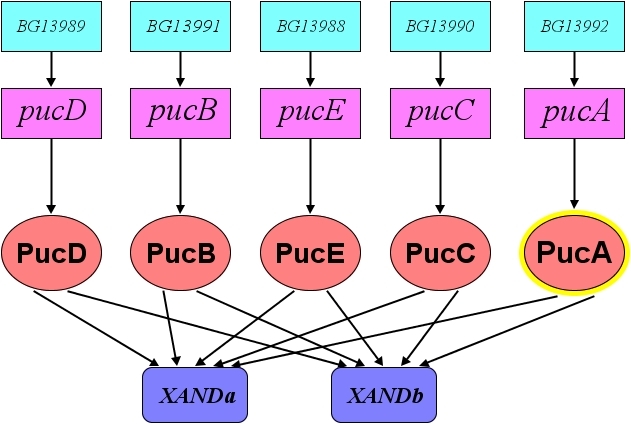 BG13989 BG13991 BG13988 BG13990 BG13992
pucD pucB pucE pucC pucA
PucD PucB PucE PucC PucA
XANDa XANDb